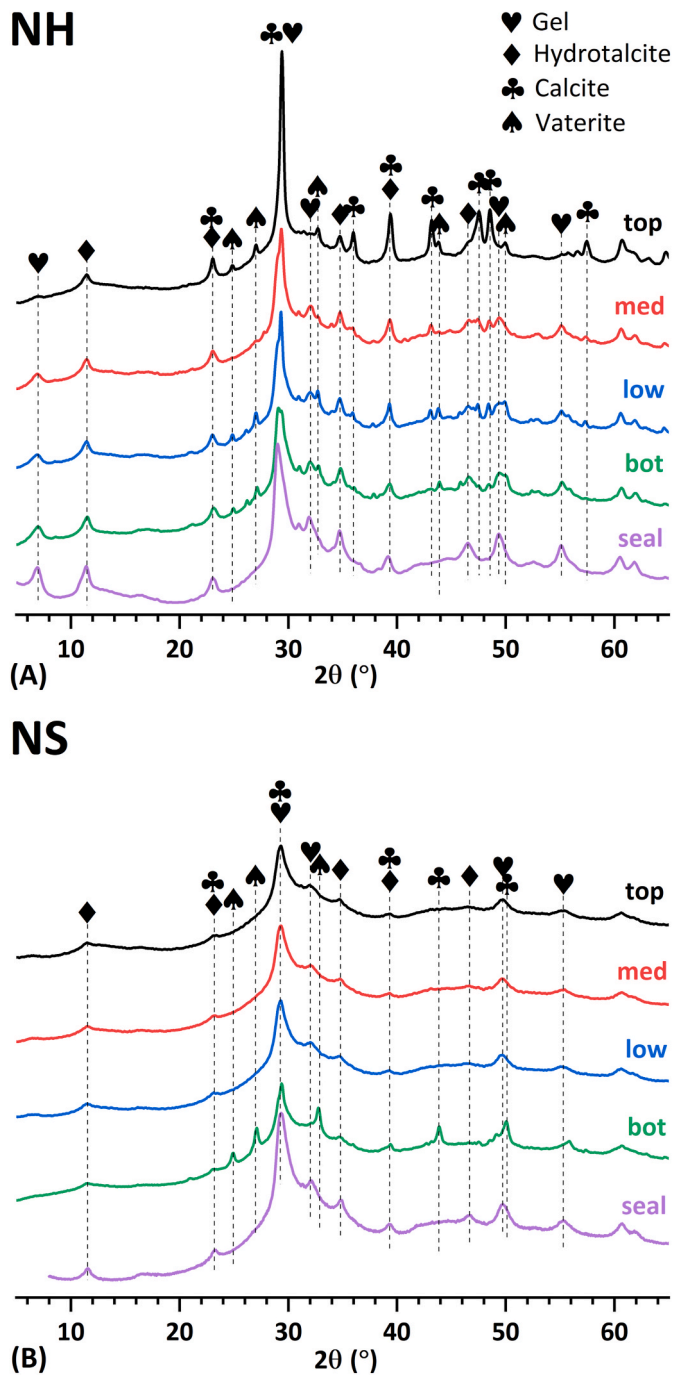 NH
♥ Gel
♦ Hydrotalcite
♣ Calcite
♠ Vaterite
top
med
low
bot
seal
10 20 30 40 50 60
2θ (°)
(A)
NS
top
med
low
bot
seal
10 20 30 40 50 60
2θ (°)
(B)